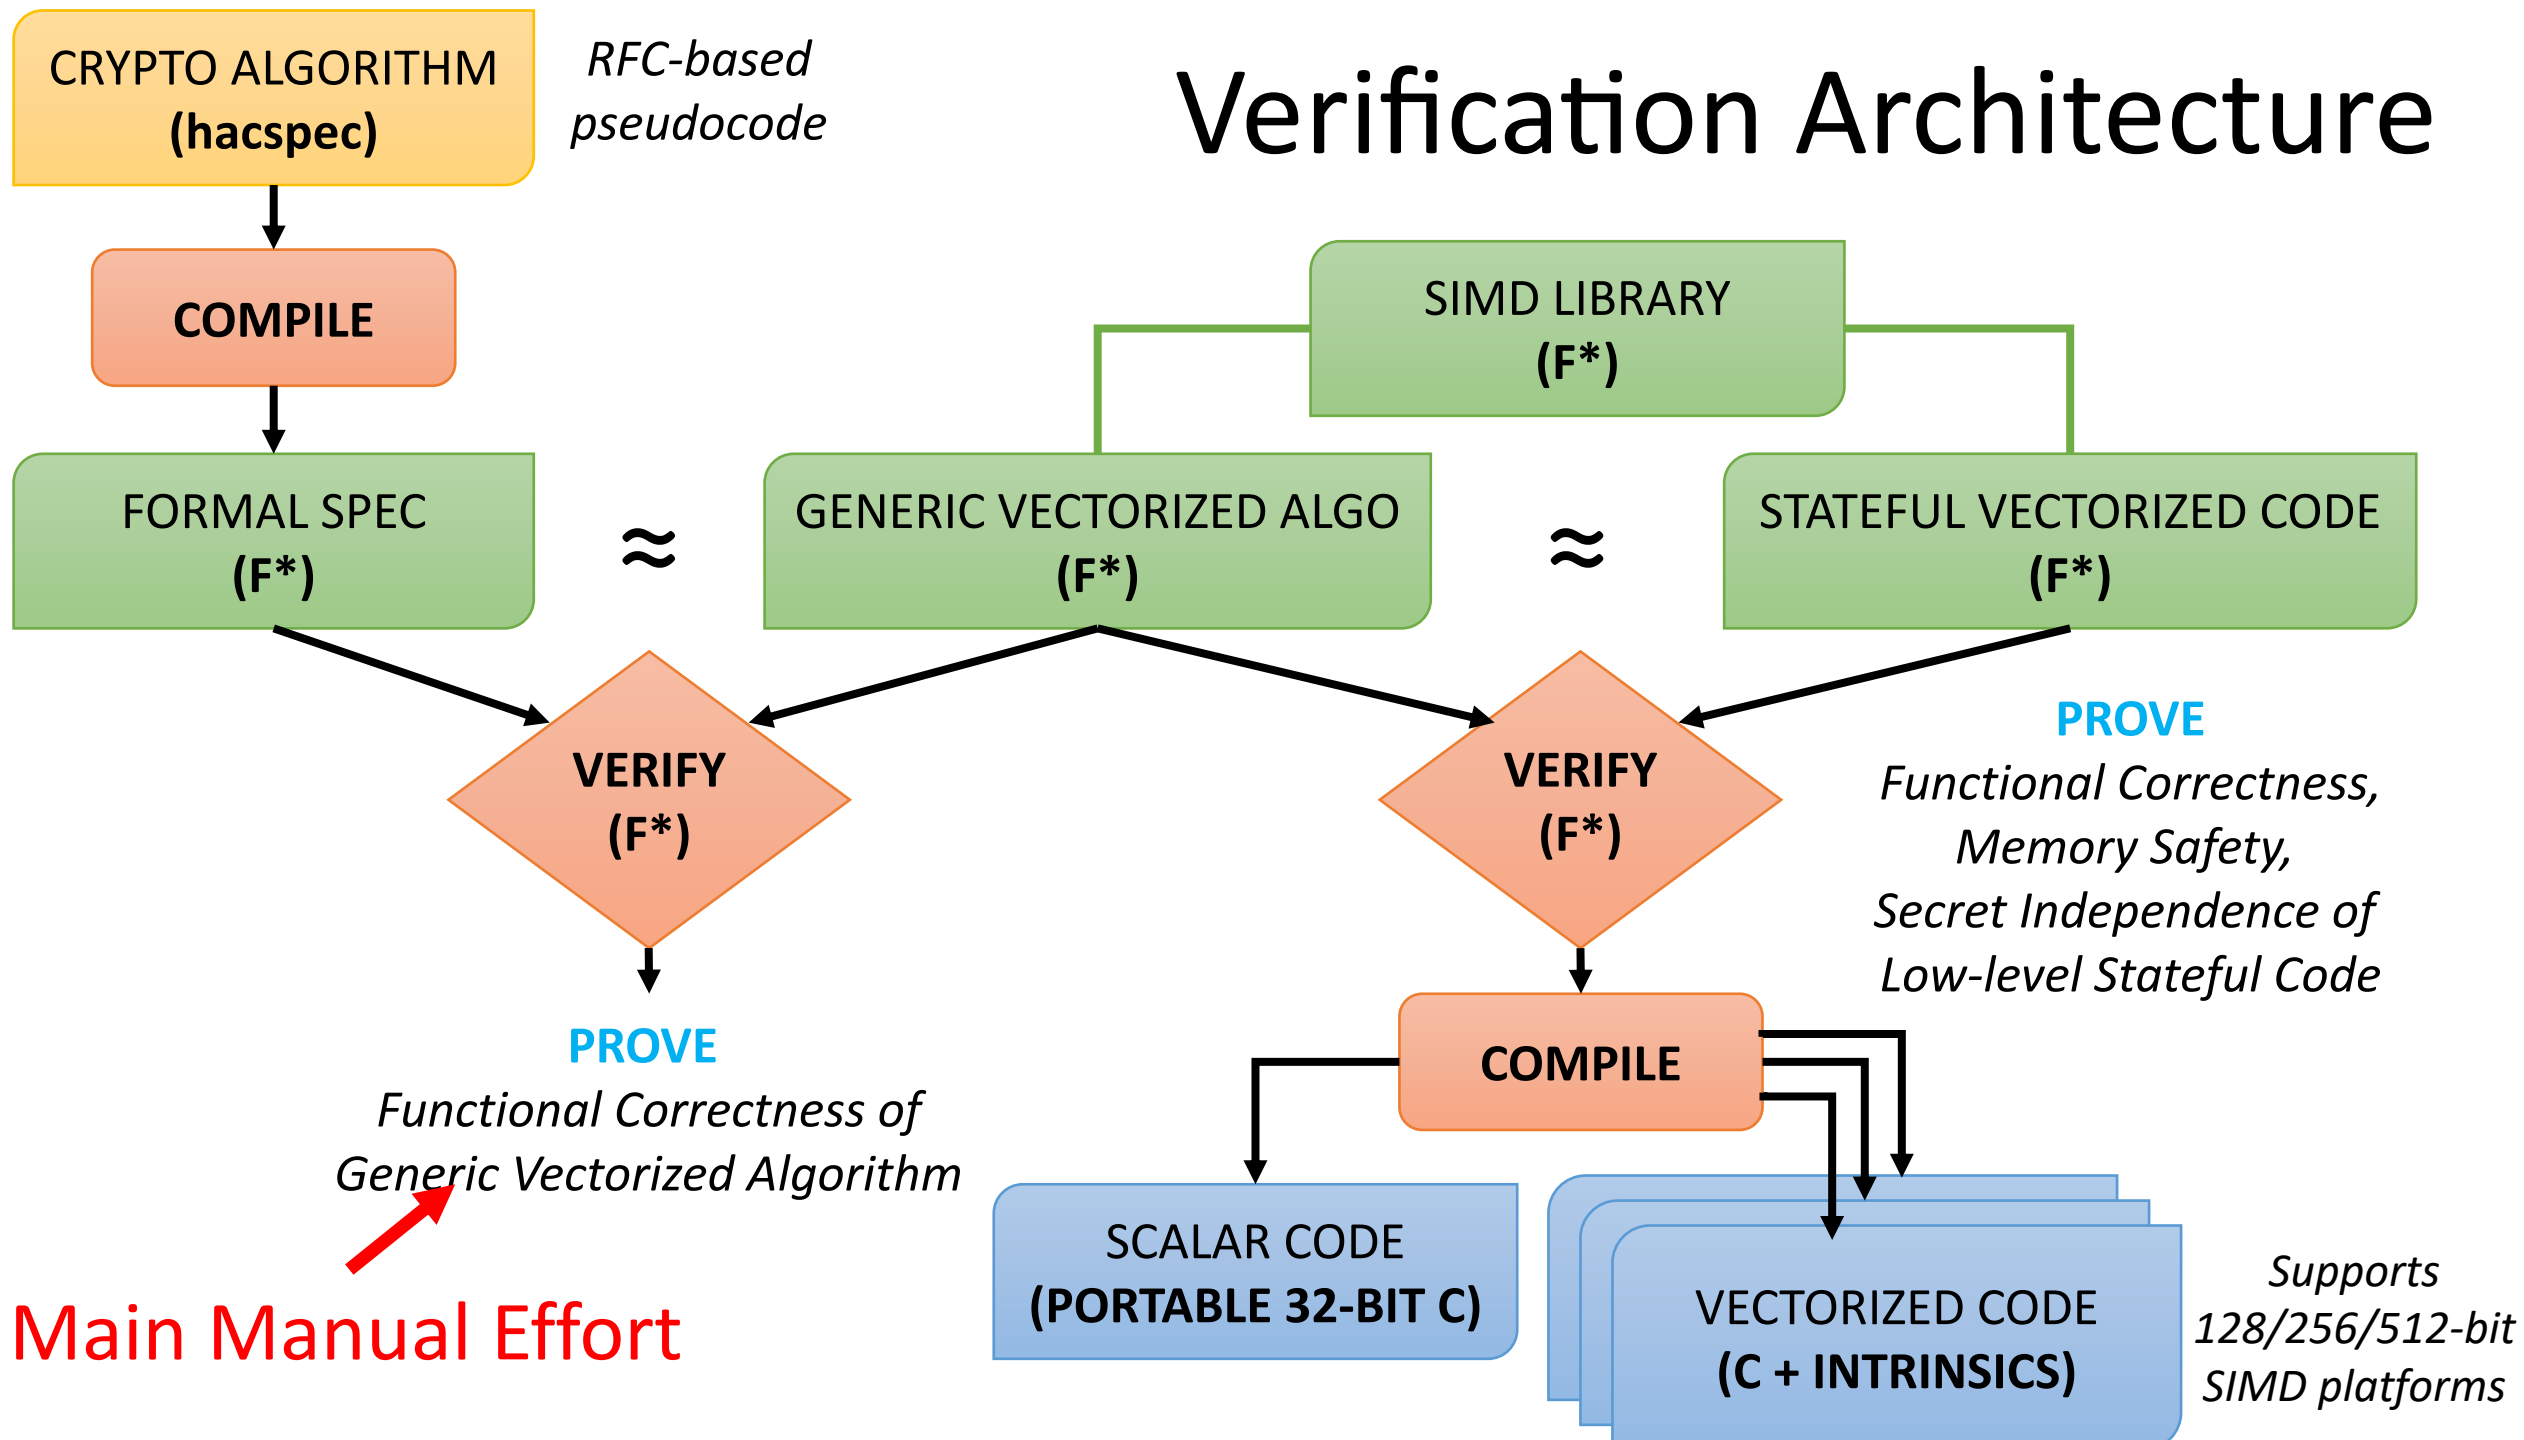 CRYPTO ALGORITHM
(hacspec)
RFC-based
pseudocode
Verification Architecture
COMPILE
SIMD LIBRARY
(F*)
FORMAL SPEC
(F*)
≈
GENERIC VECTORIZED ALGO
(F*)
≈
STATEFUL VECTORIZED CODE
(F*)
VERIFY
(F*)
VERIFY
(F*)
PROVE
Functional Correctness,
Memory Safety,
Secret Independence of
Low-level Stateful Code
PROVE
Functional Correctness of
Generic Vectorized Algorithm
Main Manual Effort
COMPILE
SCALAR CODE
(PORTABLE 32-BIT C)
VECTORIZED CODE
(C + INTRINSICS)
Supports
128/256/512-bit
SIMD platforms